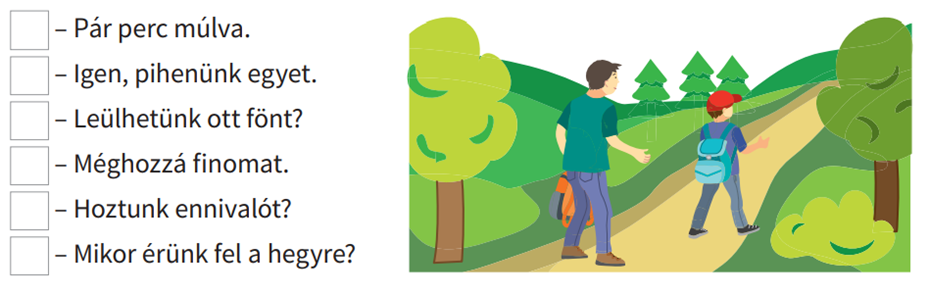 – Pár perc múlva.
– Igen, pihenünk egyet.
– Leülhetünk ott fönt?
– Méghozzá finomat.
– Hoztunk ennivalót?
– Mikor érünk fel a hegyre?